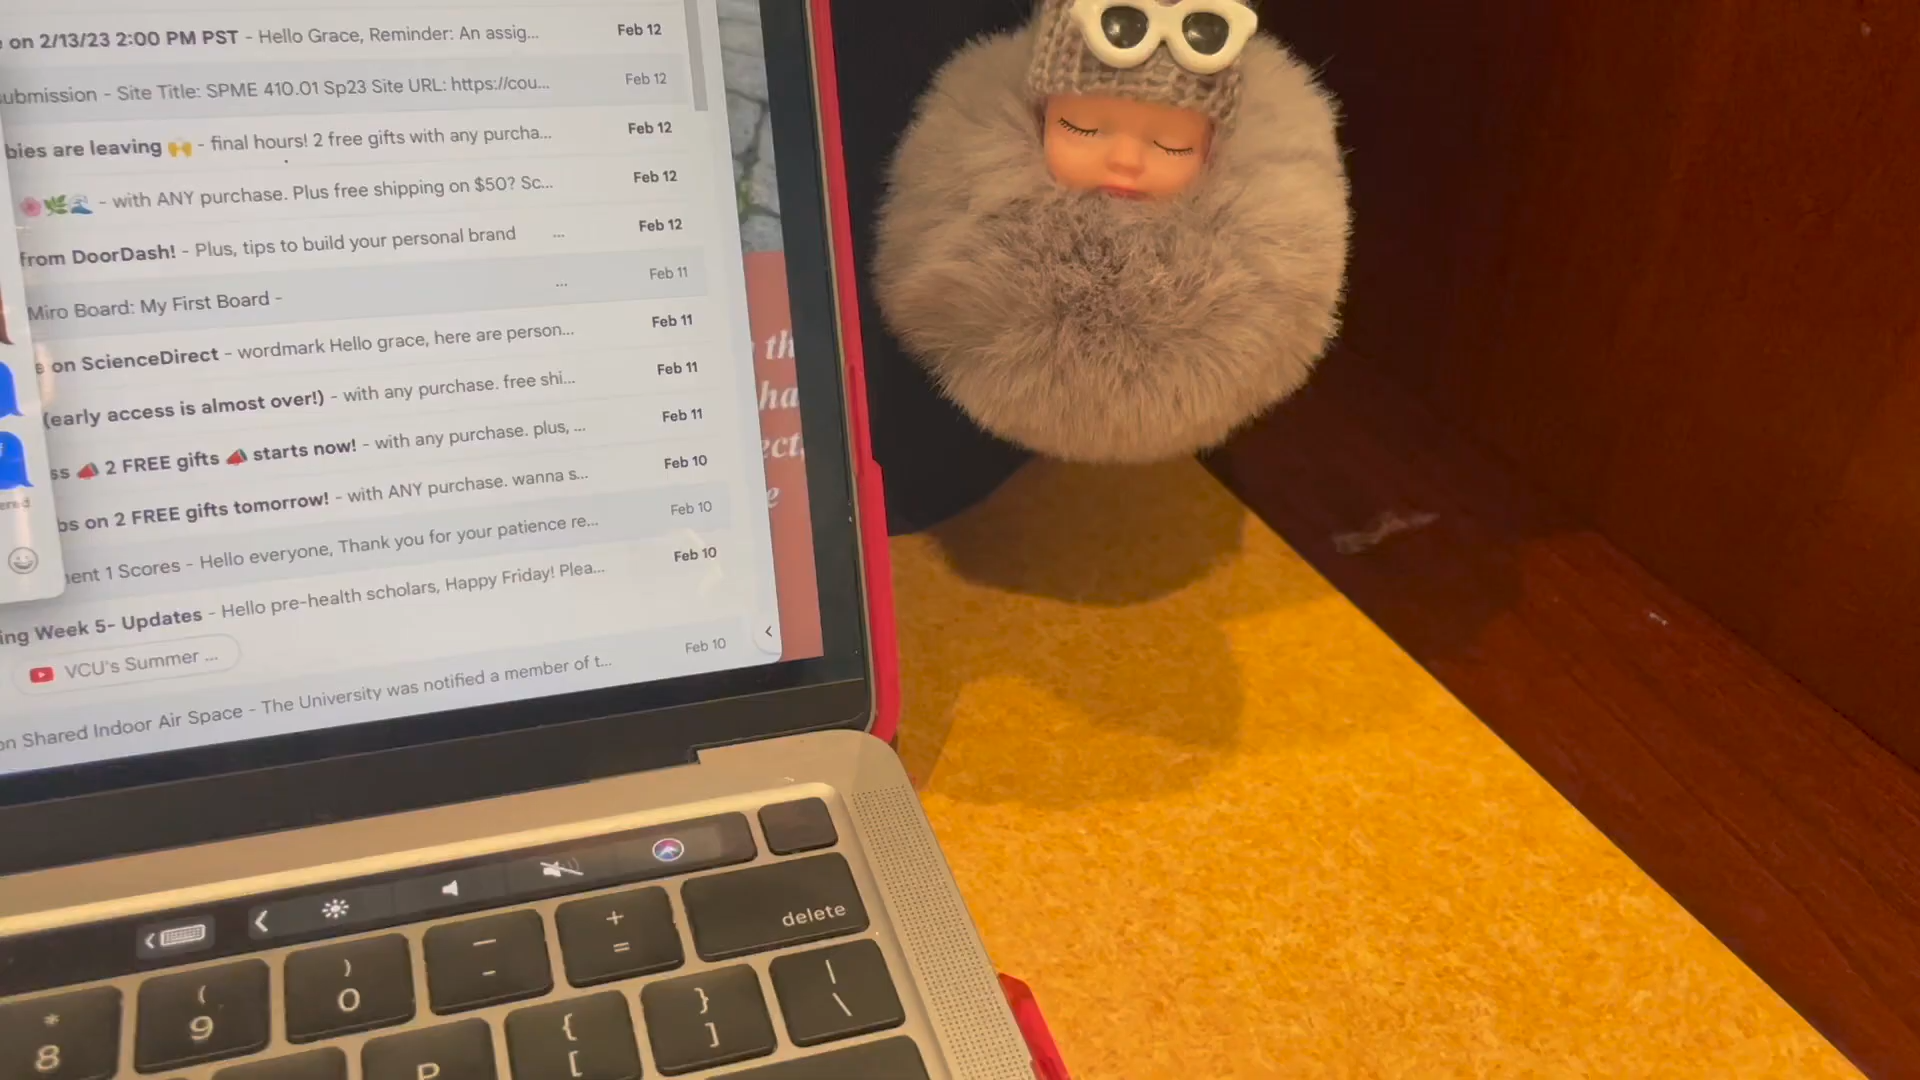 on 2/13/23 2:00 PM PST - Hello Grace, Reminder: An assig... Feb 12
submission - Site Title: SPME 410.01 Sp23 Site URL: https://cou... Feb 12
bies are leaving 🙌 - final hours! 2 free gifts with any purcha... Feb 12
🌸🌿🌊 - with ANY purchase. Plus free shipping on $50? Sc... Feb 12
from DoorDash! - Plus, tips to build your personal brand ... Feb 12
Miro Board: My First Board - ... Feb 11
on ScienceDirect - wordmark Hello grace, here are person... Feb 11
(early access is almost over!) - with any purchase. free shi... Feb 11
ss 📣 2 FREE gifts 📣 starts now! - with any purchase. plus, ... Feb 11
bs on 2 FREE gifts tomorrow! - with ANY purchase. wanna s... Feb 10
ent 1 Scores - Hello everyone, Thank you for your patience re... Feb 10
ing Week 5- Updates - Hello pre-health scholars, Happy Friday! Plea... Feb 10
VCU's Summer ...
on Shared Indoor Air Space - The University was notified a member of t... Feb 10
th
ha
ect,
e
delete
+ =
— -
) 0
( 9
* 8
| \
} ]
{ [
P